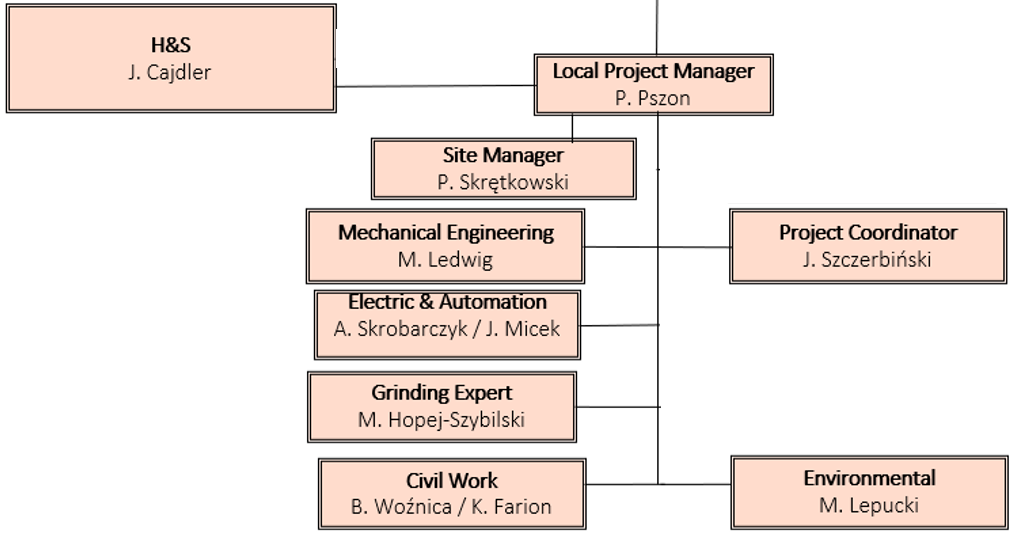 H&S
J. Cajdler
Local Project Manager
P. Pszon
Site Manager
P. Skrętkowski
Mechanical Engineering
M. Ledwig
Project Coordinator
J. Szczerbiński
Electric & Automation
A. Skrobarczyk / J. Micek
Grinding Expert
M. Hopej-Szybilski
Civil Work
B. Woźnica / K. Farion
Environmental
M. Lepucki